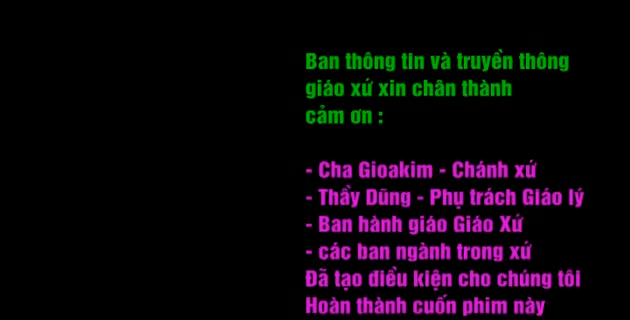 Ban thông tin và truyền thông
giáo xứ xin chân thành
cảm ơn :
- Cha Gioakim - Chánh xứ
- Thầy Dũng - Phụ trách Giáo lý
- Ban hành giáo Giáo Xứ
- các ban ngành trong xứ
Đã tạo điều kiện cho chúng tôi
Hoàn thành cuốn phim này